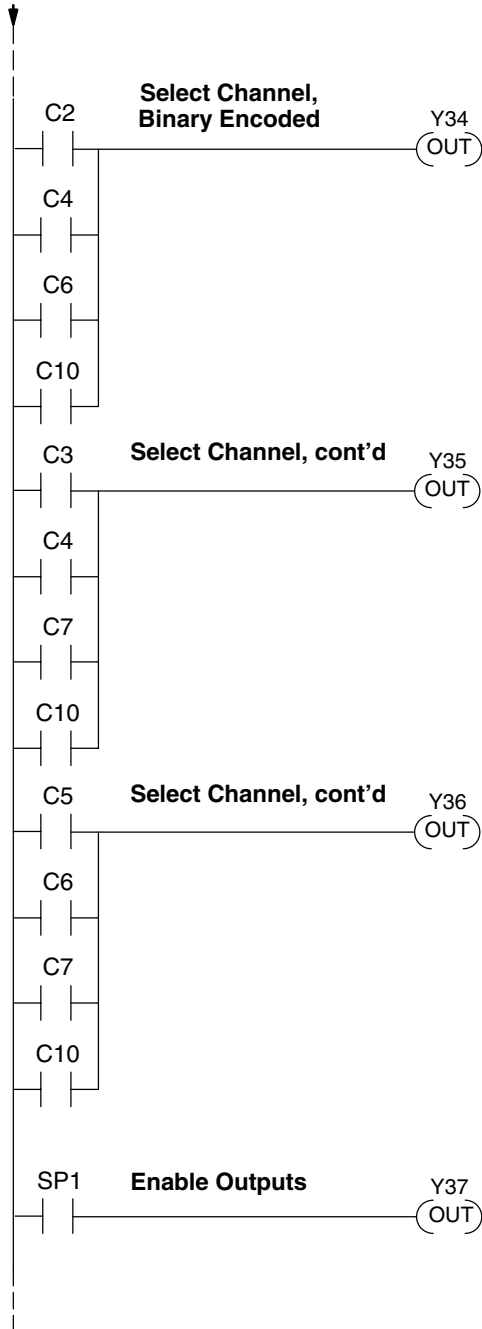 Select Channel,
Binary Encoded
C2
Y34
OUT
C4
C6
C10
C3
Select Channel, cont’d
Y35
OUT
C4
C7
C10
C5
Select Channel, cont’d
Y36
OUT
C6
C7
C10
SP1
Enable Outputs
Y37
OUT